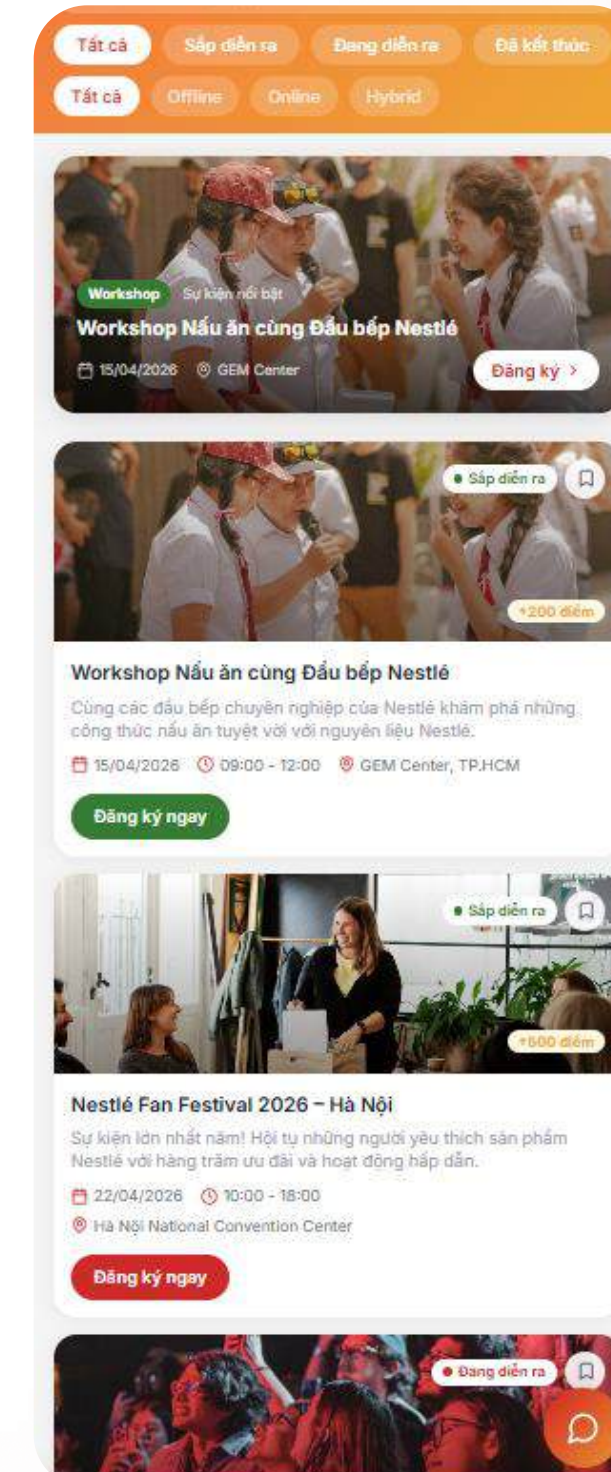 Tất cả Sắp diễn ra Đang diễn ra Đã kết thúc
Tất cả Offline Online Hybrid
Workshop Sự kiện nổi bật
Workshop Nấu ăn cùng Đầu bếp Nestlé
15/04/2026 GEM Center
Đăng ký >
Sắp diễn ra
+200 điểm
Workshop Nấu ăn cùng Đầu bếp Nestlé
Cùng các đầu bếp chuyên nghiệp của Nestlé khám phá những
công thức nấu ăn tuyệt vời với nguyên liệu Nestlé.
15/04/2026 09:00 - 12:00 GEM Center, TP.HCM
Đăng ký ngay
Sắp diễn ra
+500 điểm
Nestlé Fan Festival 2026 – Hà Nội
Sự kiện lớn nhất năm! Hội tụ những người yêu thích sản phẩm
Nestlé với hàng trăm ưu đãi và hoạt động hấp dẫn.
22/04/2026 10:00 - 18:00
Hà Nội National Convention Center
Đăng ký ngay
Đang diễn ra